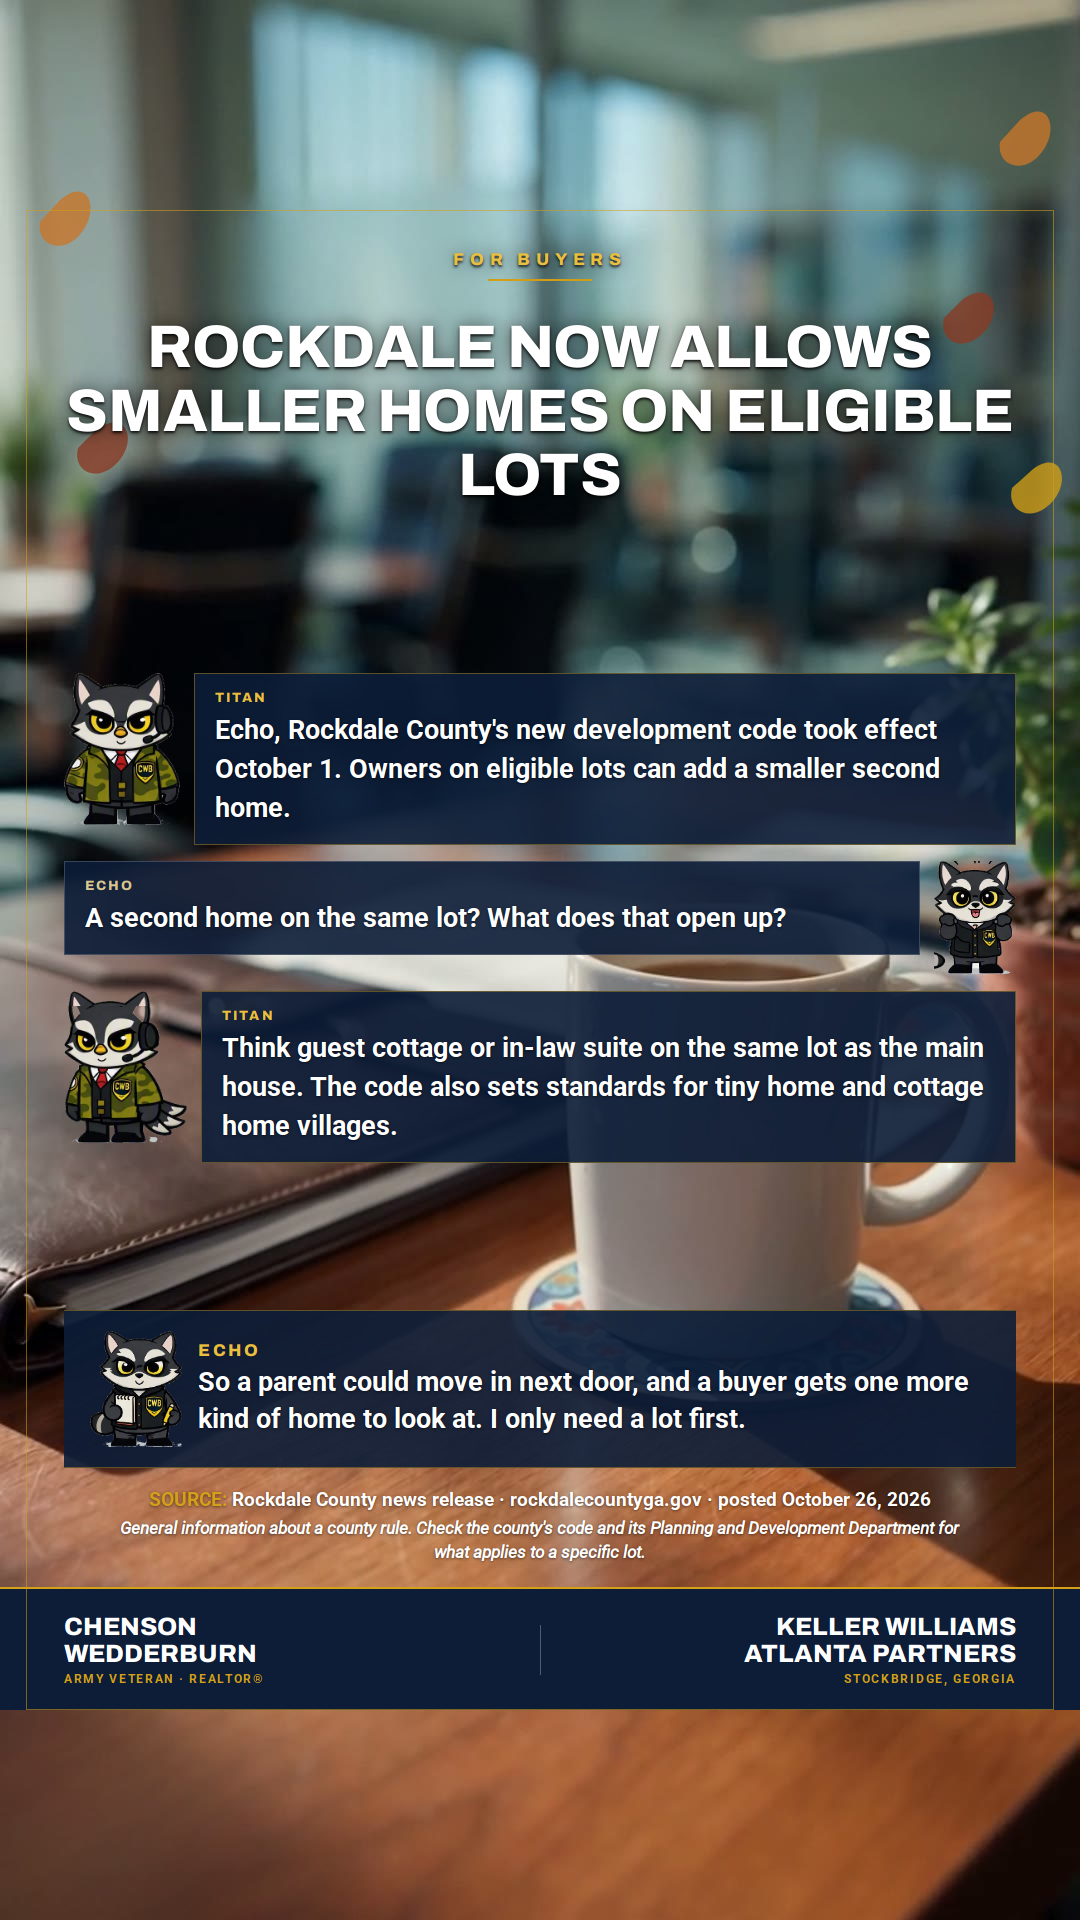 FOR BUYERS
ROCKDALE NOW ALLOWS
SMALLER HOMES ON ELIGIBLE
LOTS
TITAN
Echo, Rockdale County's new development code took effect
October 1. Owners on eligible lots can add a smaller second
home.
CWB
ECHO
A second home on the same lot? What does that open up?
CWB
TITAN
Think guest cottage or in-law suite on the same lot as the main
house. The code also sets standards for tiny home and cottage
home villages.
CWB
ECHO
So a parent could move in next door, and a buyer gets one more
kind of home to look at. I only need a lot first.
CWB
SOURCE: Rockdale County news release · rockdalecountyga.gov · posted October 26, 2026
General information about a county rule. Check the county's code and its Planning and Development Department for
what applies to a specific lot.
CHENSON
WEDDERBURN
ARMY VETERAN · REALTOR®
KELLER WILLIAMS
ATLANTA PARTNERS
STOCKBRIDGE, GEORGIA